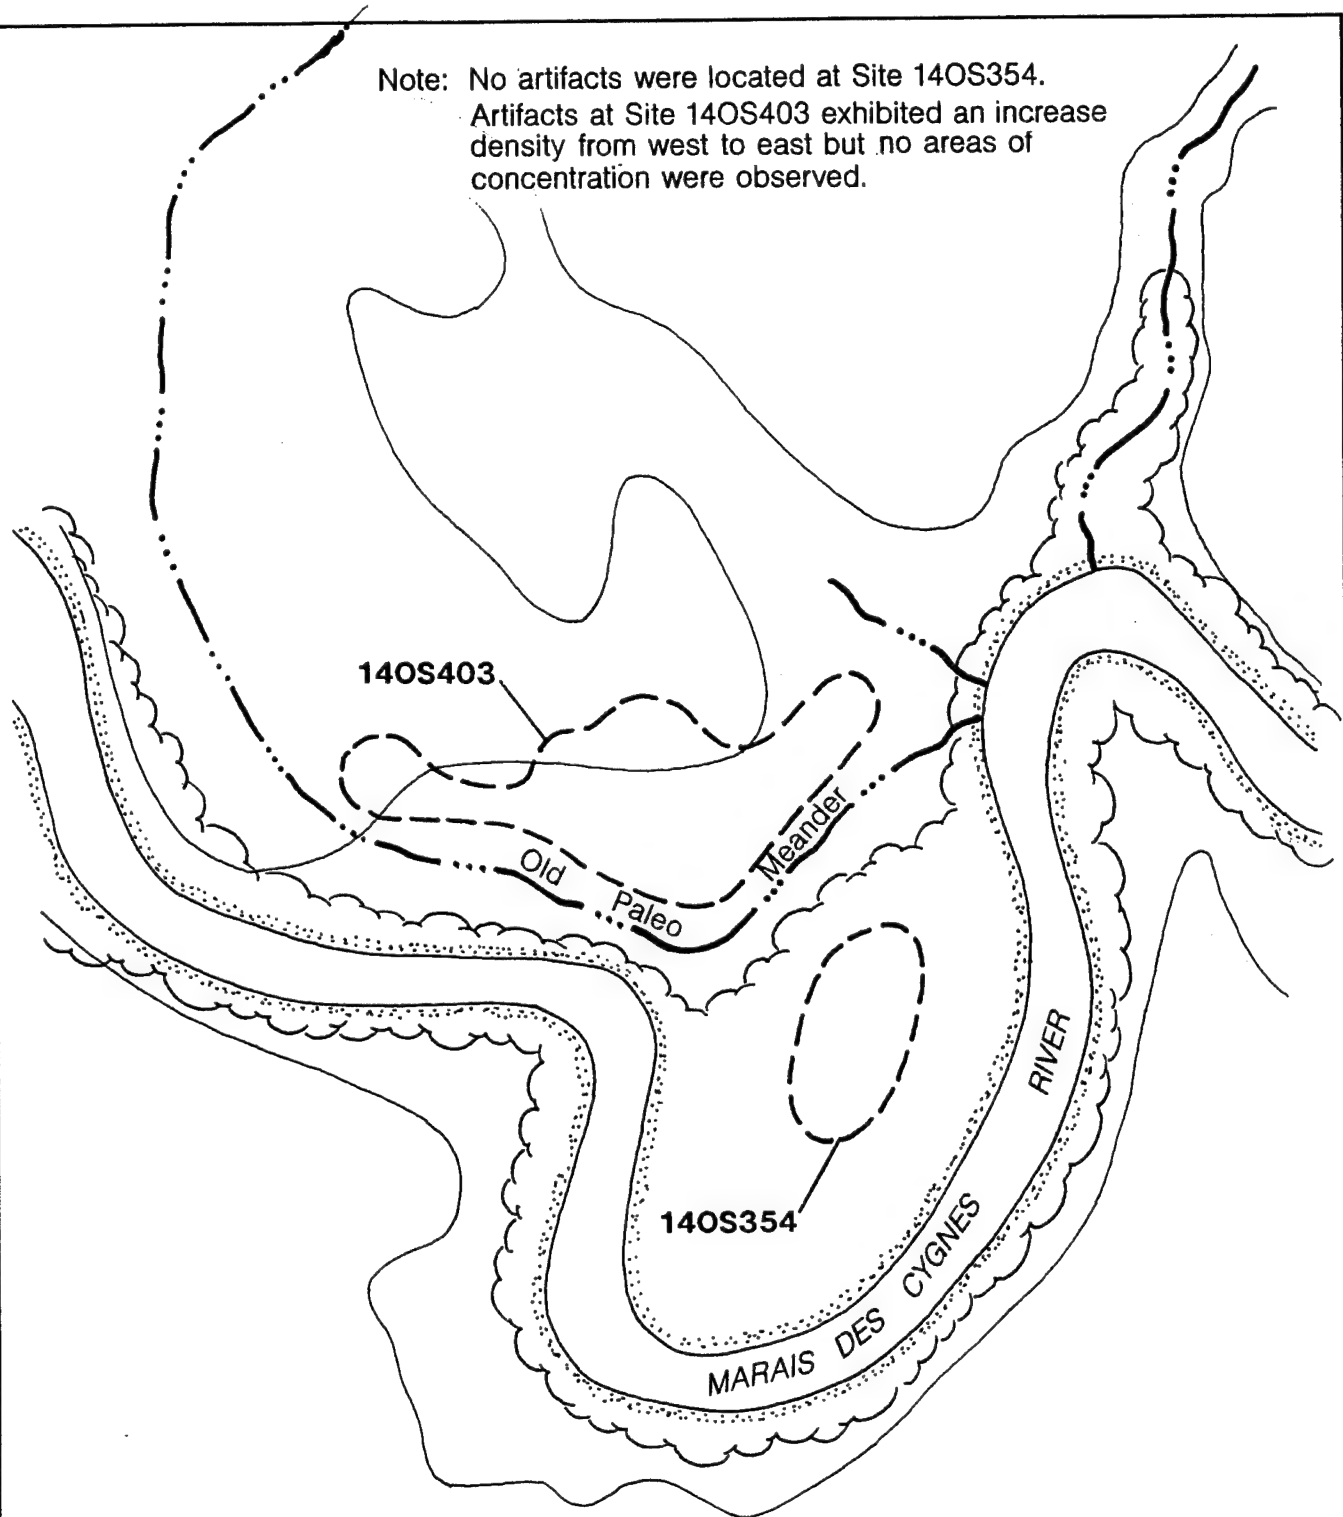 Note: No artifacts were located at Site 14OS354.
Artifacts at Site 14OS403 exhibited an increase
density from west to east but no areas of
concentration were observed.
14OS403
Old Paleo Meander
14OS354
MARAIS DES CYGNES RIVER